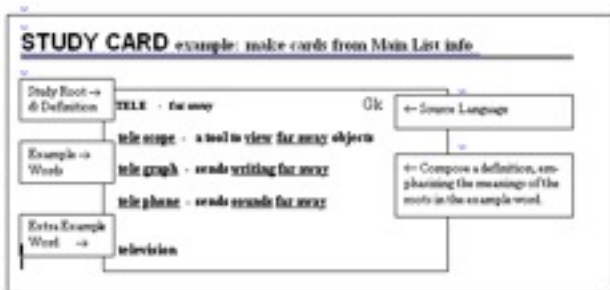 STUDY CARD example: make cards from Main List info
Study Root →
& Definition
TELE - far away
Gk
← Source Language
tele scope - a tool to view far away objects
Example →
Words
tele graph - sends writing far away
← Compose a definition, em-
phasizing the meanings of the
roots in the example word.
tele phone - sends sounds far away
Extra Example
Word →
television